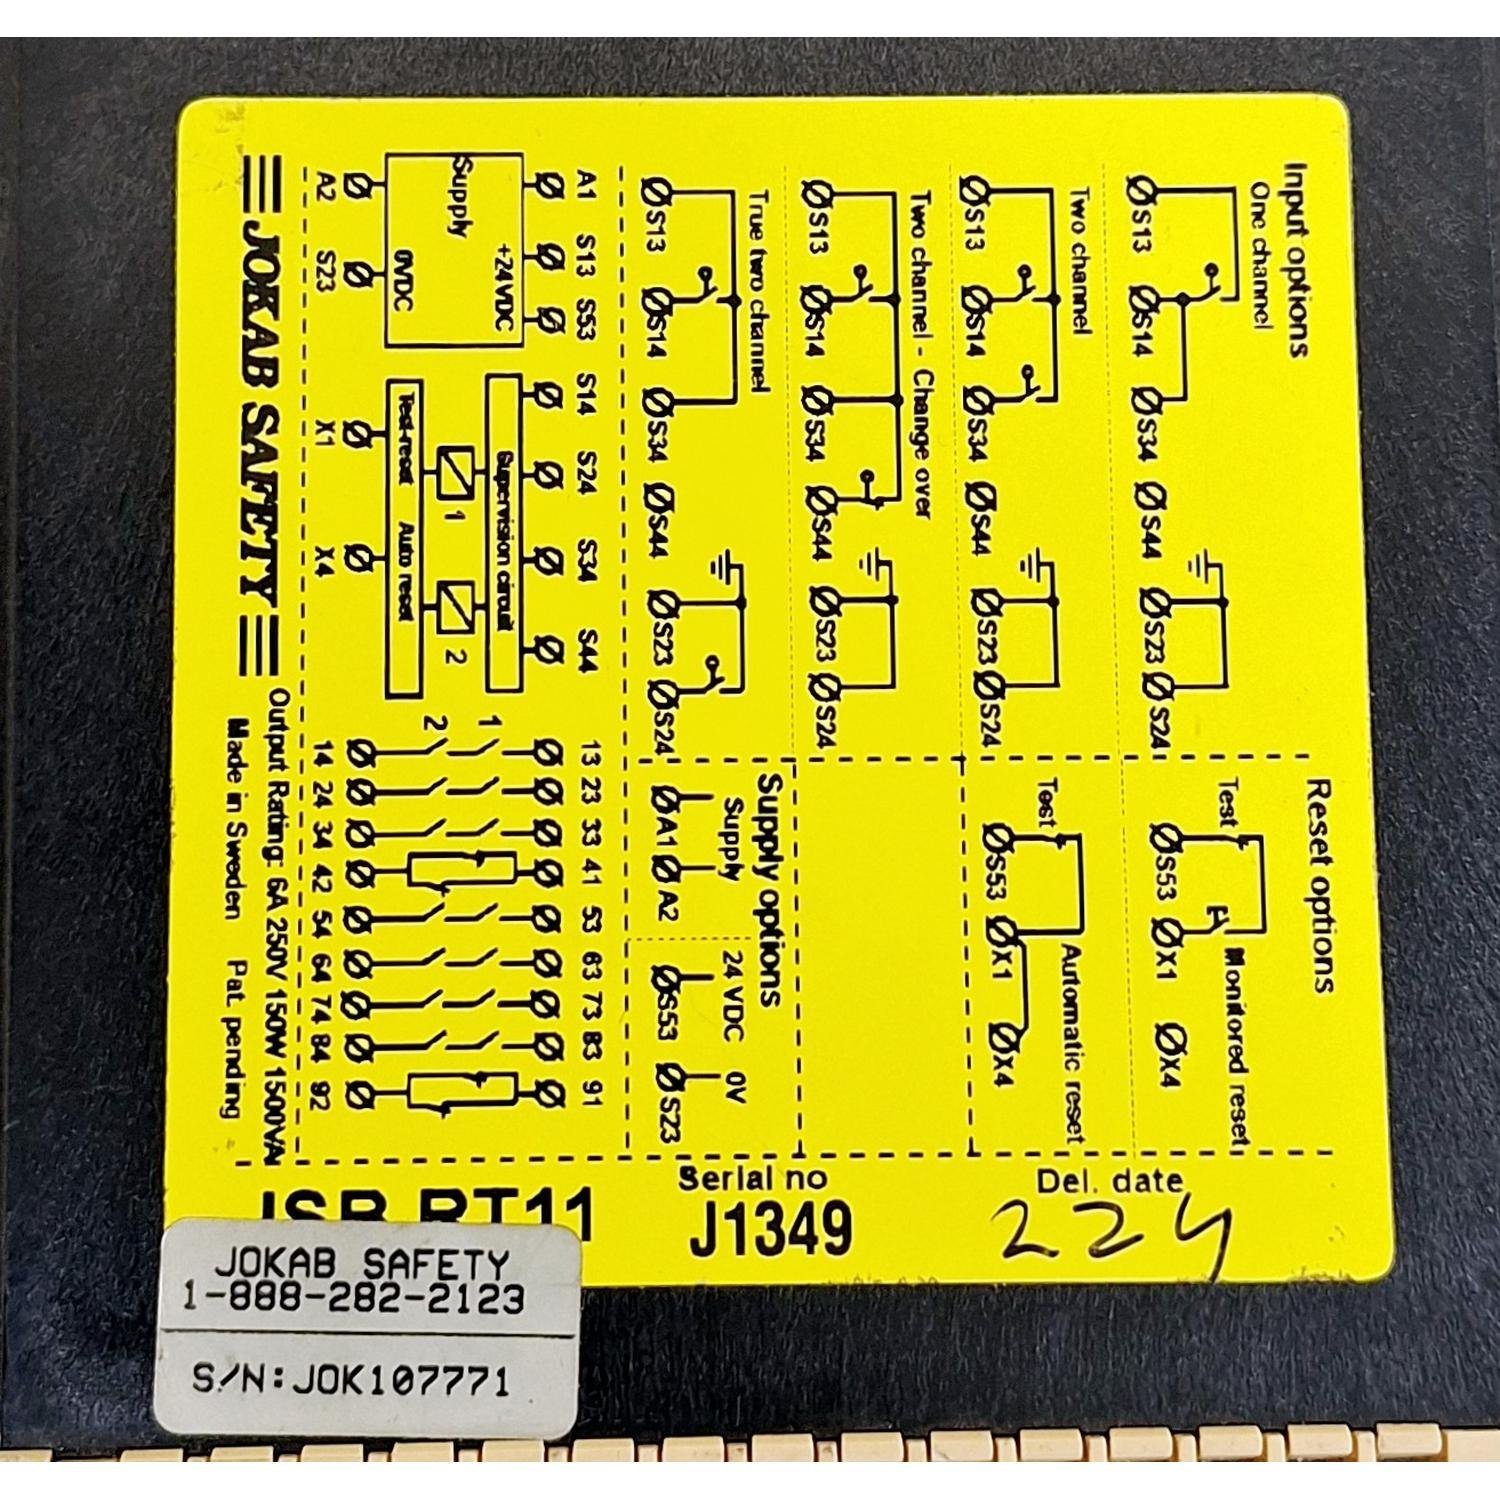 Input options
One channel
S13 S14 S34 S44 S23 S24
Two channel
S13 S14 S34 S44 S23 S24
Two channel - Change over
S13 S14 S34 S44 S23 S24
True two channel
S13 S14 S34 S44 S23 S24
Reset options
Test Monitored reset
S53 X1 X4
Test Automatic reset
S53 X1 X4
Supply options
Supply 24 VDC 0V
A1 A2 S53 S23
A1 S13 S53 S14 S24 S34 S44 13 23 33 41 53 63 73 83 91
+24VDC
Supply
0VDC
Supervision circuit
1 2
Test-reset Auto reset
1
2
A2 S23 X1 X4 14 24 34 42 54 64 74 84 92
JOKAB SAFETY
Output Rating: 6A 250V 150W 1500VA
Made in Sweden Pat. pending
JSB RT11
Serial no
J1349
Del. date
224
JOKAB SAFETY
1-888-282-2123
S/N:JOK107771